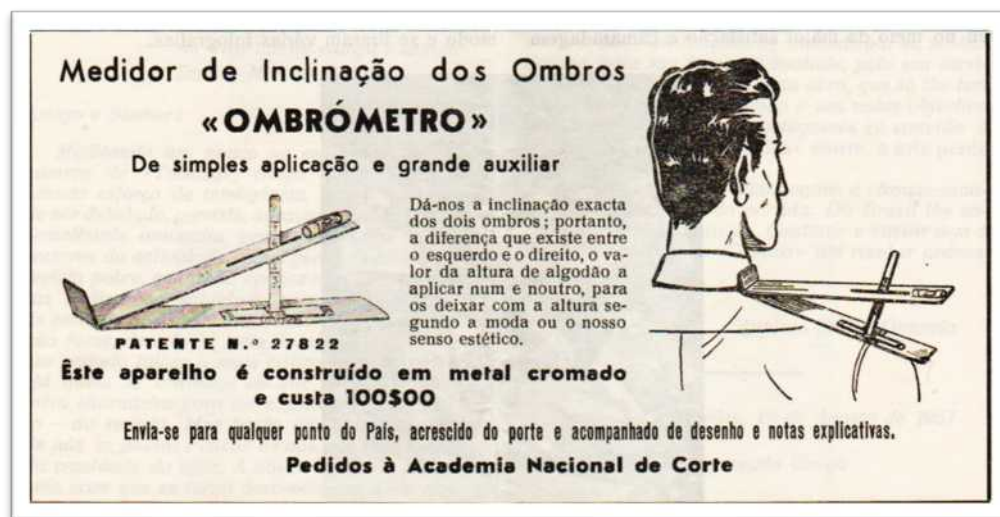 Medidor de Inclinação dos Ombros
«OMBRÓMETRO»
De simples aplicação e grande auxiliar
Dá-nos a inclinação exacta
dos dois ombros; portanto,
a diferença que existe entre
o esquerdo e o direito, o va-
lor da altura de algodão a
aplicar num e noutro, para
os deixar com a altura se-
gundo a moda ou o nosso
senso estético.
PATENTE N.º 27822
Êste aparelho é construído em metal cromado
e custa 100$00
Envia-se para qualquer ponto do País, acrescido do porte e acompanhado de desenho e notas explicativas.
Pedidos à Academia Nacional de Corte